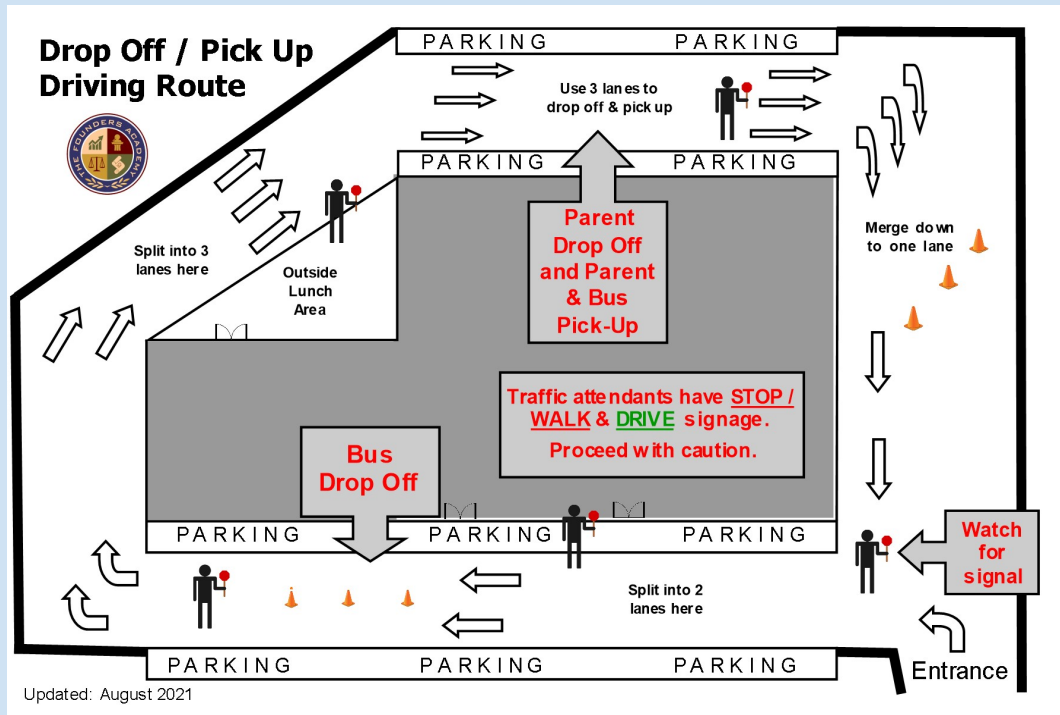 Drop Off / Pick Up
Driving Route
THE FOUNDERS ACADEMY
PARKING PARKING
Use 3 lanes to
drop off & pick up
PARKING PARKING
Parent
Drop Off
and Parent
& Bus
Pick-Up
Merge down
to one lane
Split into 3
lanes here
Outside
Lunch
Area
Traffic attendants have STOP /
WALK & DRIVE signage.
Proceed with caution.
Bus
Drop Off
PARKING PARKING PARKING
Watch
for
signal
Split into 2
lanes here
PARKING PARKING PARKING
Entrance
Updated: August 2021